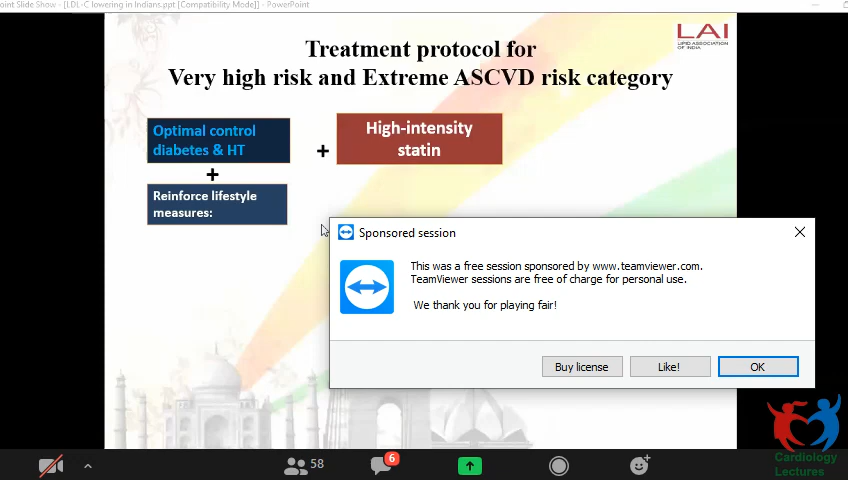 oint Slide Show - [LDL-C lowering in Indians.ppt [Compatibility Mode]] - PowerPoint
LAI
LIPID ASSOCIATION
OF INDIA
Treatment protocol for
Very high risk and Extreme ASCVD risk category
Optimal control
diabetes & HT
+
High-intensity
statin
+
Reinforce lifestyle
measures:
Sponsored session
This was a free session sponsored by www.teamviewer.com.
TeamViewer sessions are free of charge for personal use.
We thank you for playing fair!
Buy license
Like!
OK
58
6
Cardiology
Lectures